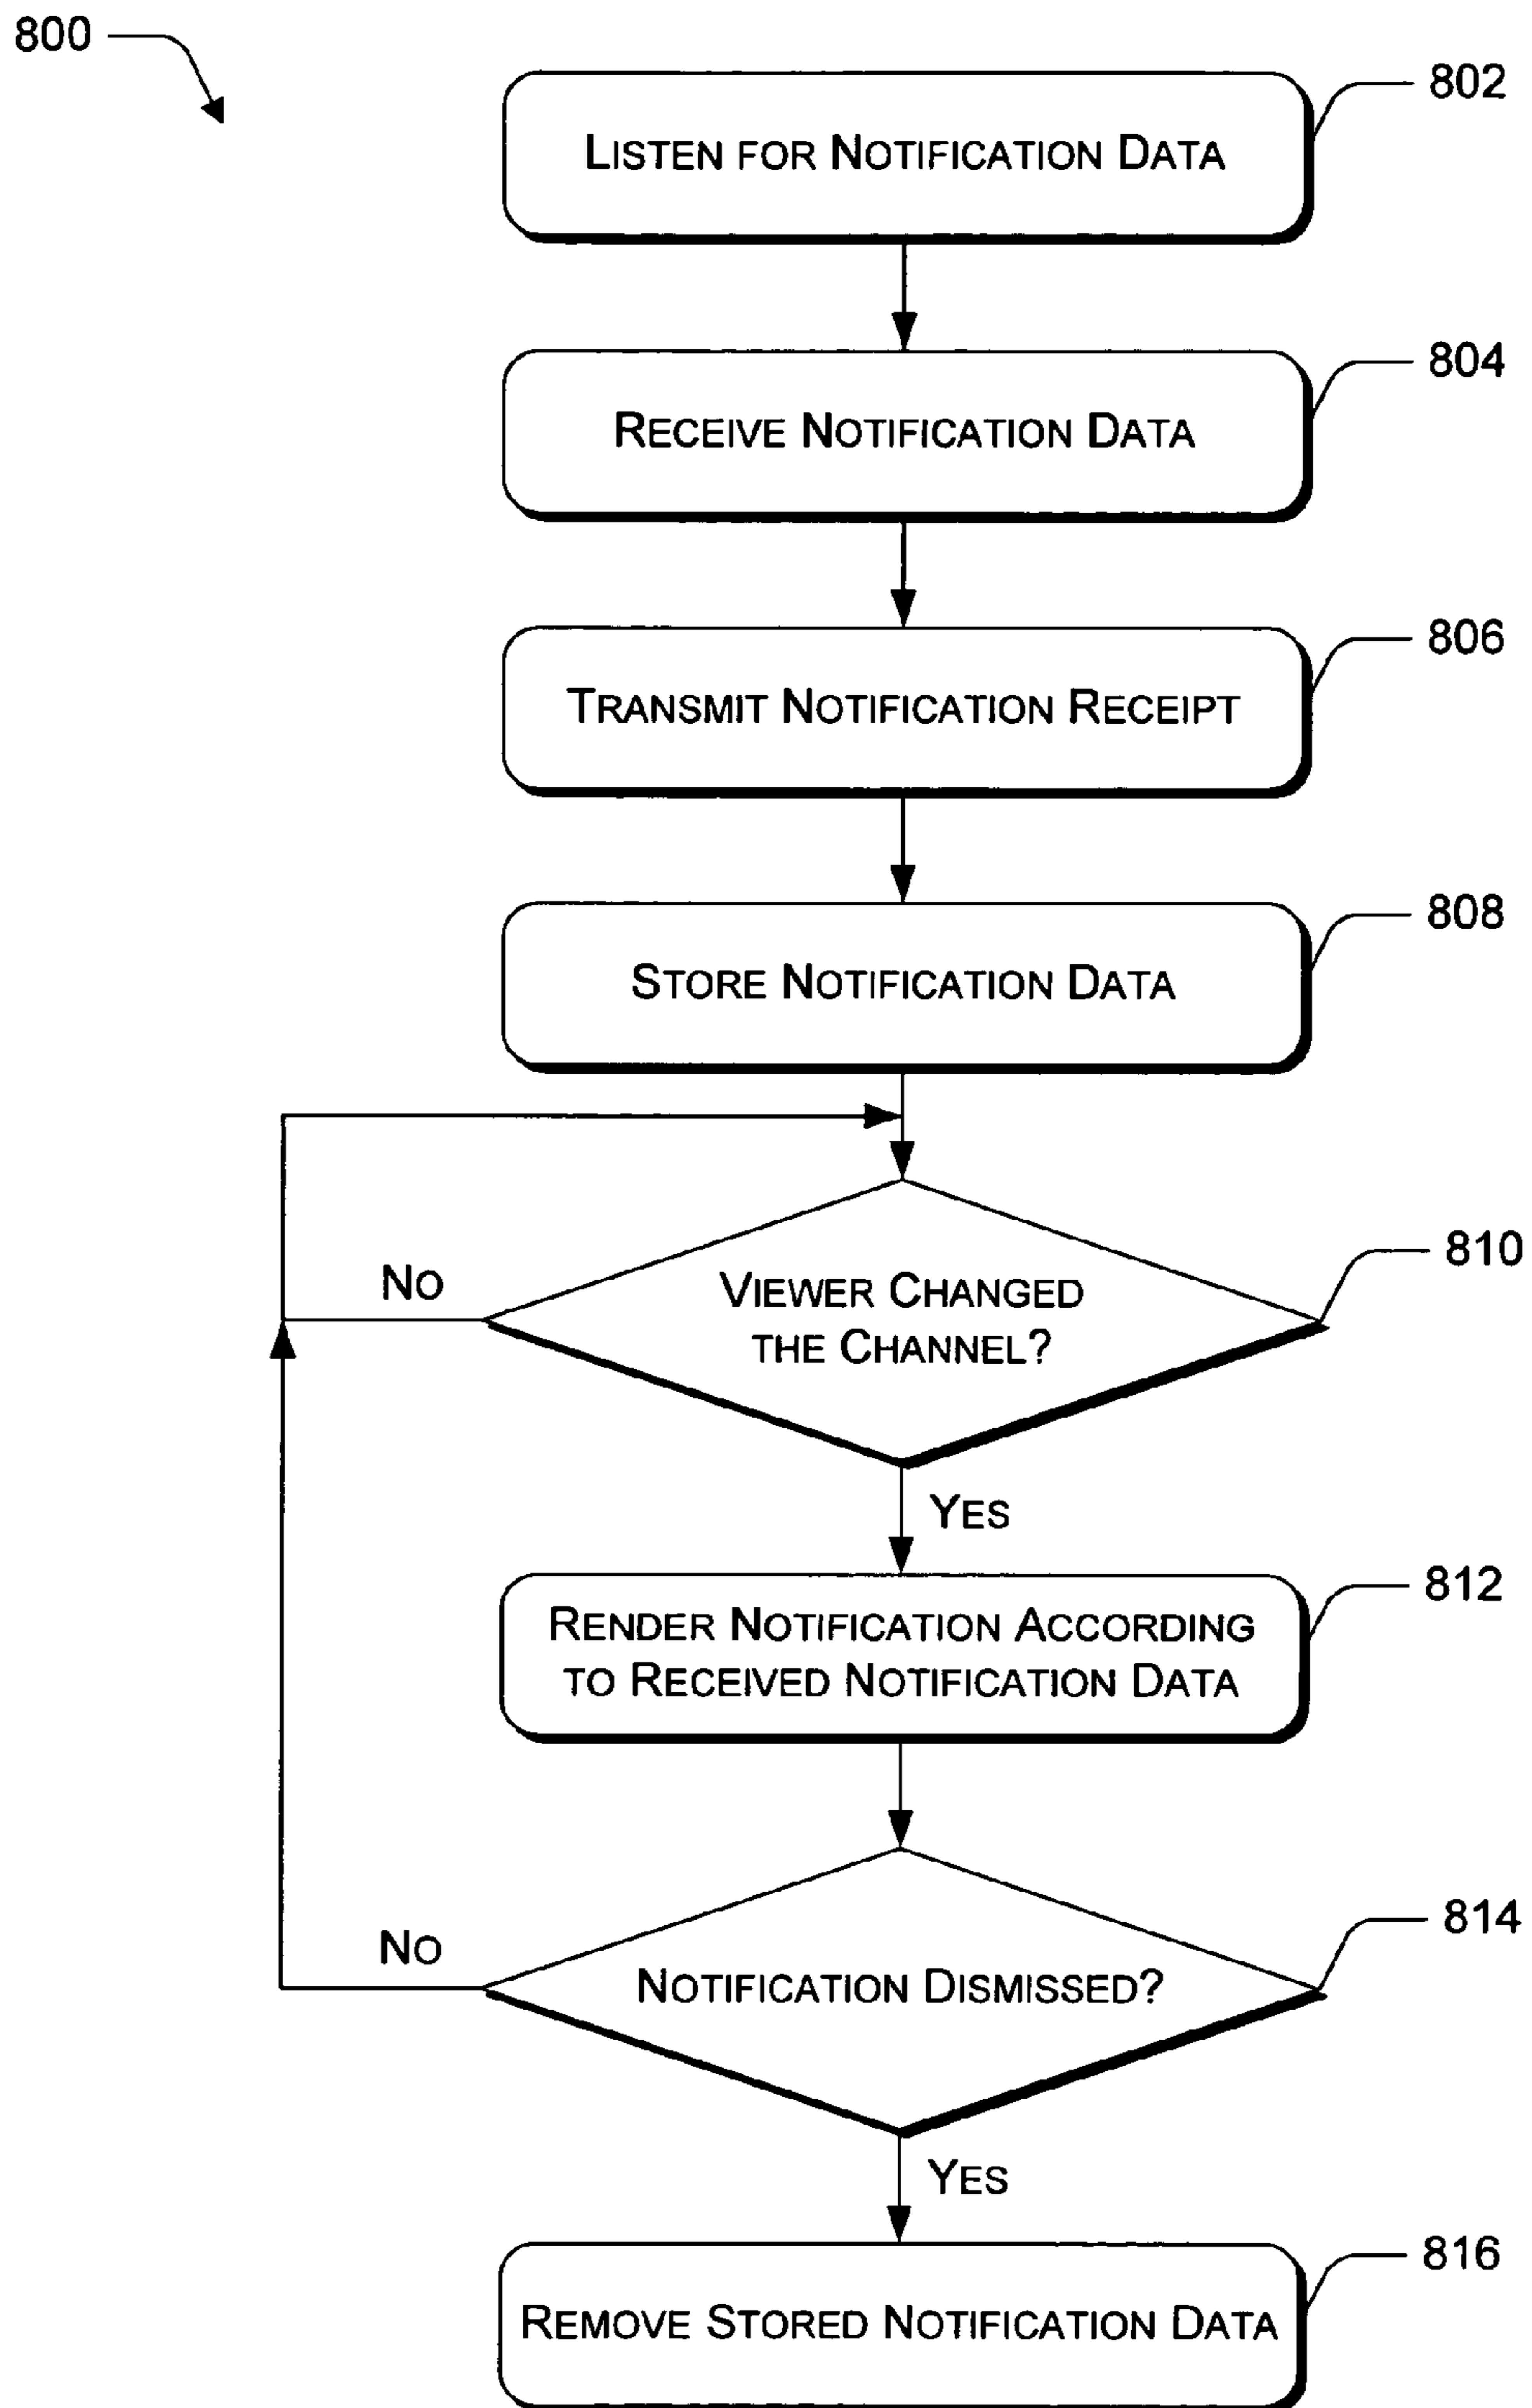 800
802
LISTEN FOR NOTIFICATION DATA
804
RECEIVE NOTIFICATION DATA
806
TRANSMIT NOTIFICATION RECEIPT
808
STORE NOTIFICATION DATA
810
NO
VIEWER CHANGED
THE CHANNEL?
YES
812
RENDER NOTIFICATION ACCORDING
TO RECEIVED NOTIFICATION DATA
814
NO
NOTIFICATION DISMISSED?
YES
816
REMOVE STORED NOTIFICATION DATA